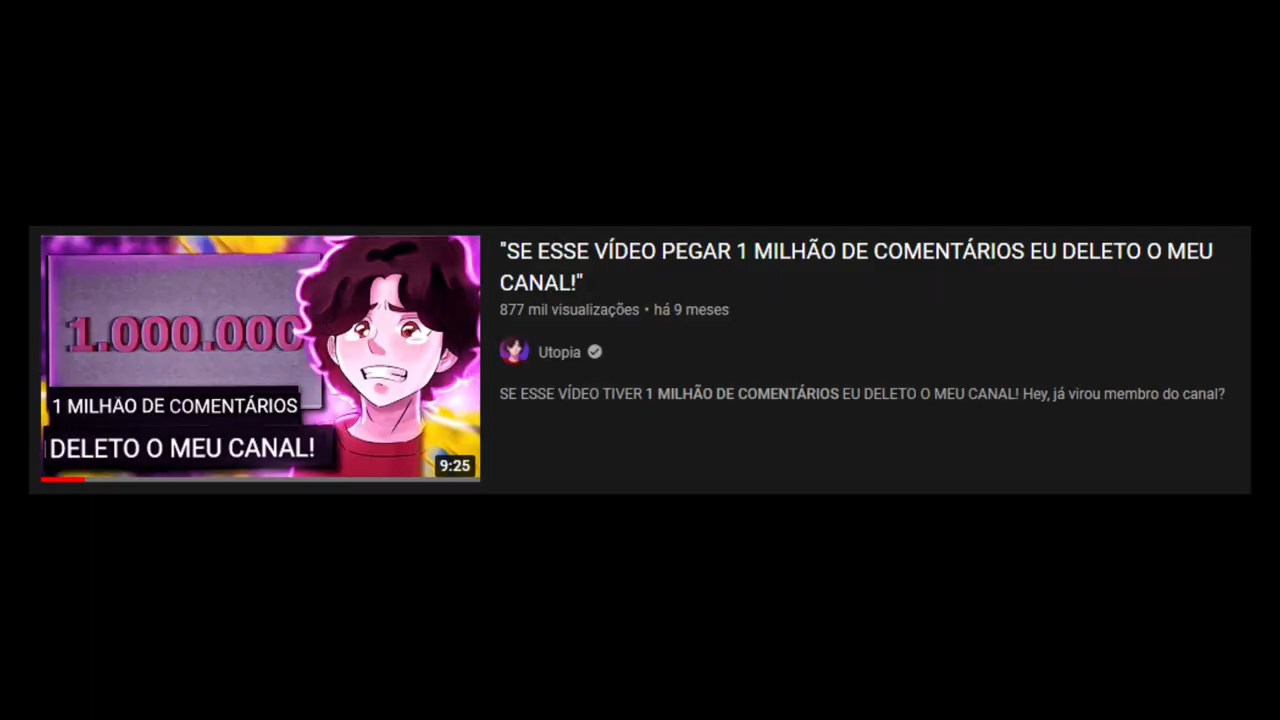 "SE ESSE VÍDEO PEGAR 1 MILHÃO DE COMENTÁRIOS EU DELETO O MEU
CANAL!"
877 mil visualizações • há 9 meses
Utopia
SE ESSE VÍDEO TIVER 1 MILHÃO DE COMENTÁRIOS EU DELETO O MEU CANAL! Hey, já virou membro do canal?
1.000.000
1 MILHÃO DE COMENTÁRIOS
DELETO O MEU CANAL!
9:25